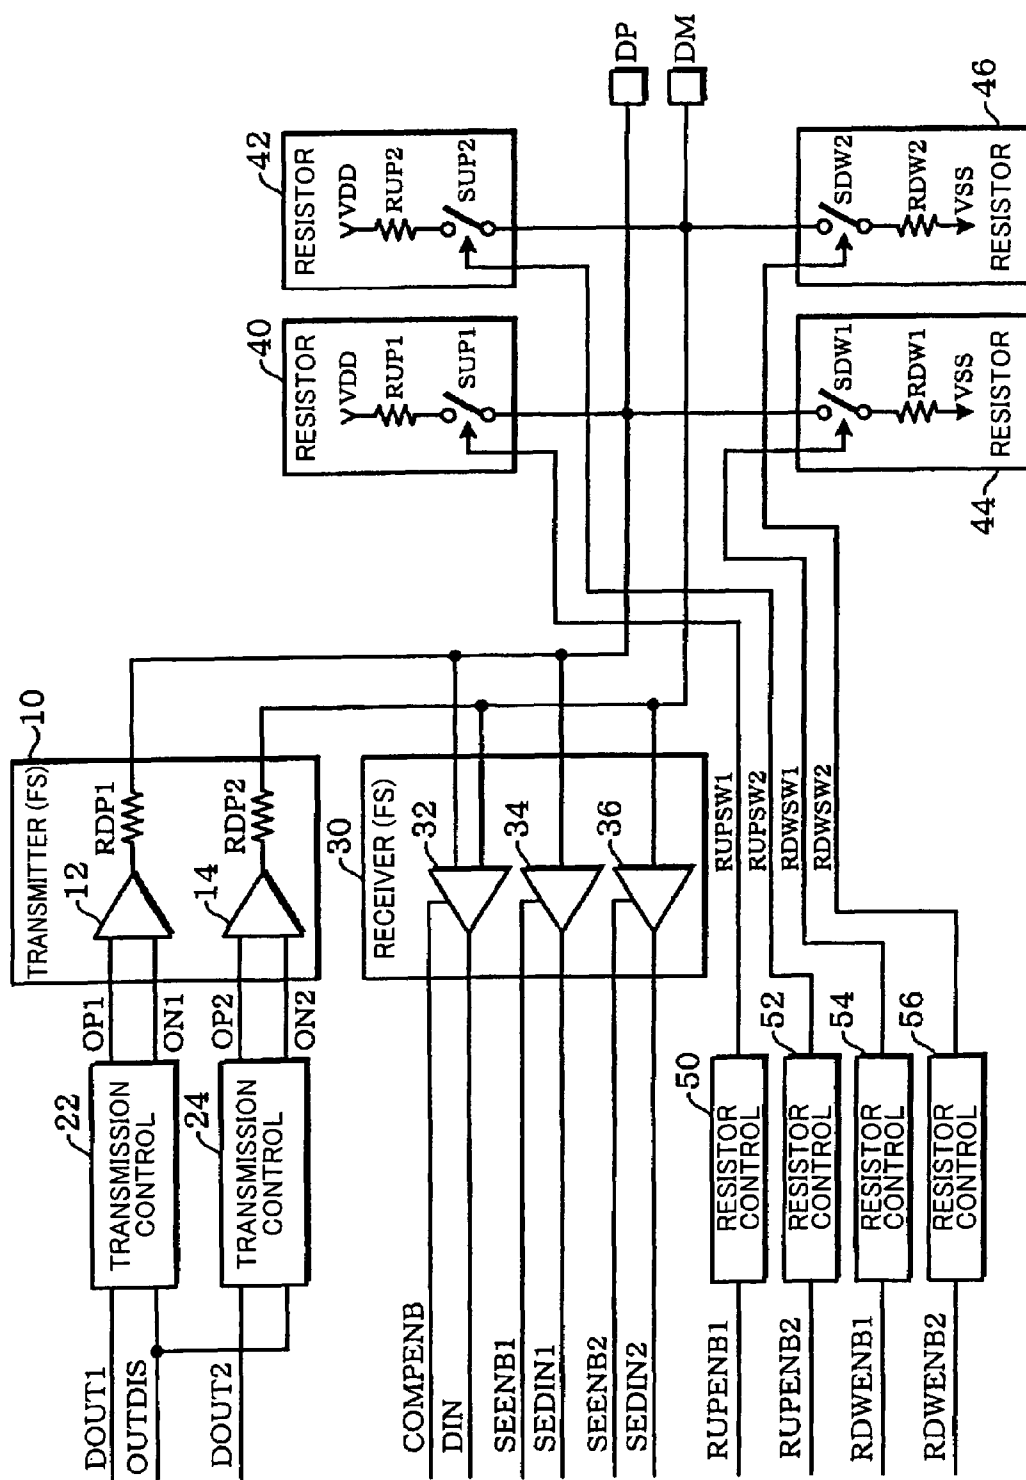 DOUT1
OUTDIS
DOUT2
22
TRANSMISSION
CONTROL
24
TRANSMISSION
CONTROL
OP1
ON1
OP2
ON2
10
TRANSMITTER (FS)
12
RDP1
14
RDP2
COMPENB
DIN
SEENB1
SEDIN1
SEENB2
SEDIN2
30
RECEIVER (FS)
32
34
36
RUPENB1
RUPENB2
RDWENB1
RDWENB2
50
RESISTOR
CONTROL
52
RESISTOR
CONTROL
54
RESISTOR
CONTROL
56
RESISTOR
CONTROL
RUPSW1
RUPSW2
RDWSW1
RDWSW2
40
RESISTOR
VDD
RUP1
SUP1
42
RESISTOR
VDD
RUP2
SUP2
44
SDW1
RDW1
VSS
RESISTOR
46
SDW2
RDW2
VSS
RESISTOR
DP
DM